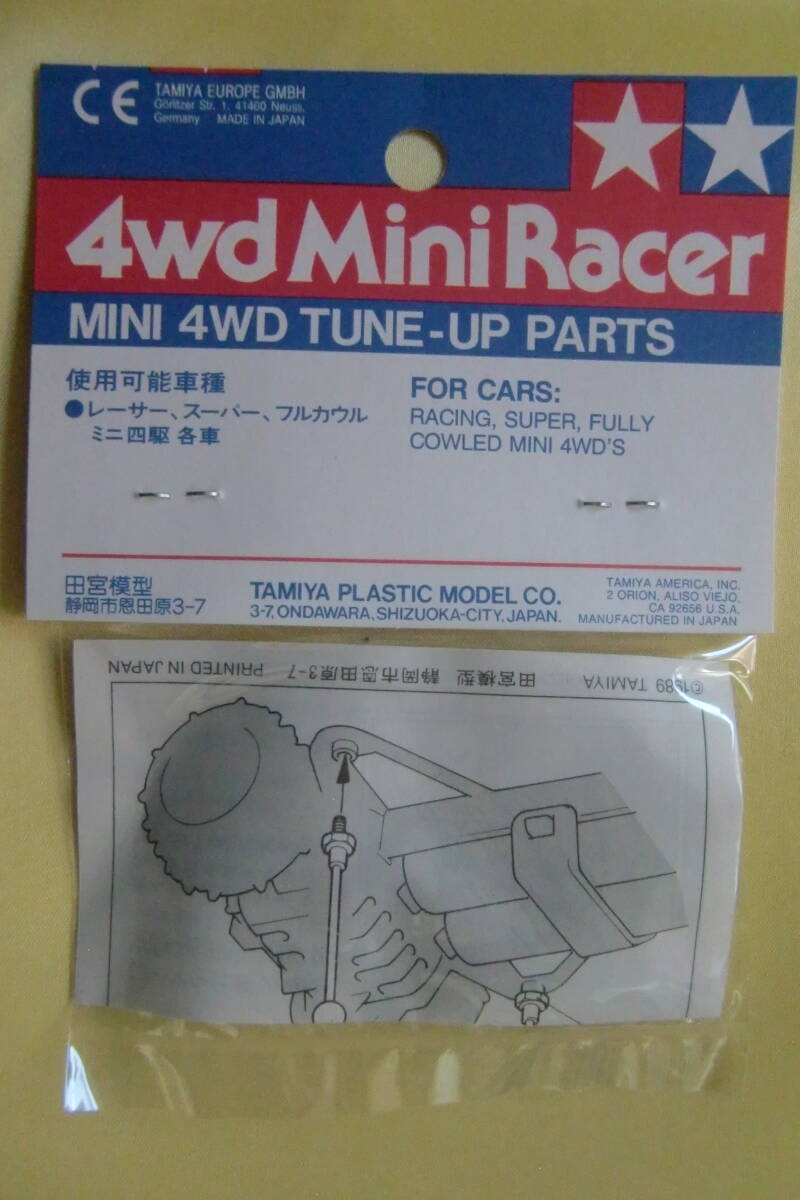 CE
TAMIYA EUROPE GMBH
Görlitzer Str. 1, 41460 Neuss.
Germany MADE IN JAPAN
4wd Mini Racer
MINI 4WD TUNE-UP PARTS
使用可能車種
●レーサー、スーパー、フルカウル
ミニ四駆 各車
FOR CARS:
RACING, SUPER, FULLY
COWLED MINI 4WD'S
田宮模型
静岡市恩田原3-7
TAMIYA PLASTIC MODEL CO.
3-7, ONDAWARA, SHIZUOKA-CITY, JAPAN.
TAMIYA AMERICA, INC.
2 ORION, ALISO VIEJO,
CA 92656 U.S.A.
MANUFACTURED IN JAPAN
©1989 TAMIYA 田宮模型 静岡市恩田原3-7 PRINTED IN JAPAN